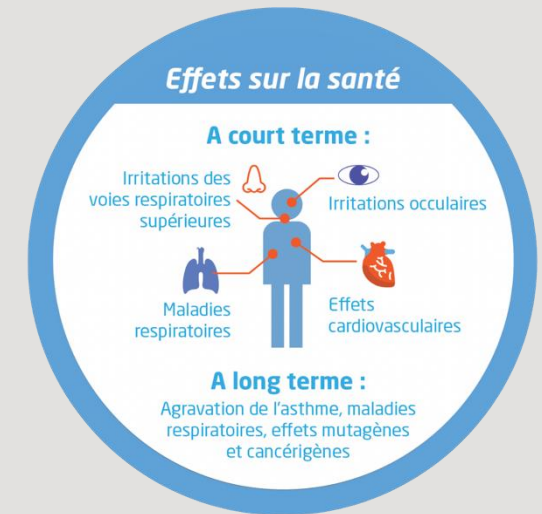 Effets sur la santé
A court terme :
Irritations des
voies respiratoires
supérieures
Irritations occulaires
Maladies
respiratoires
Effets
cardiovasculaires
A long terme :
Agravation de l'asthme, maladies
respiratoires, effets mutagènes
et cancérigènes